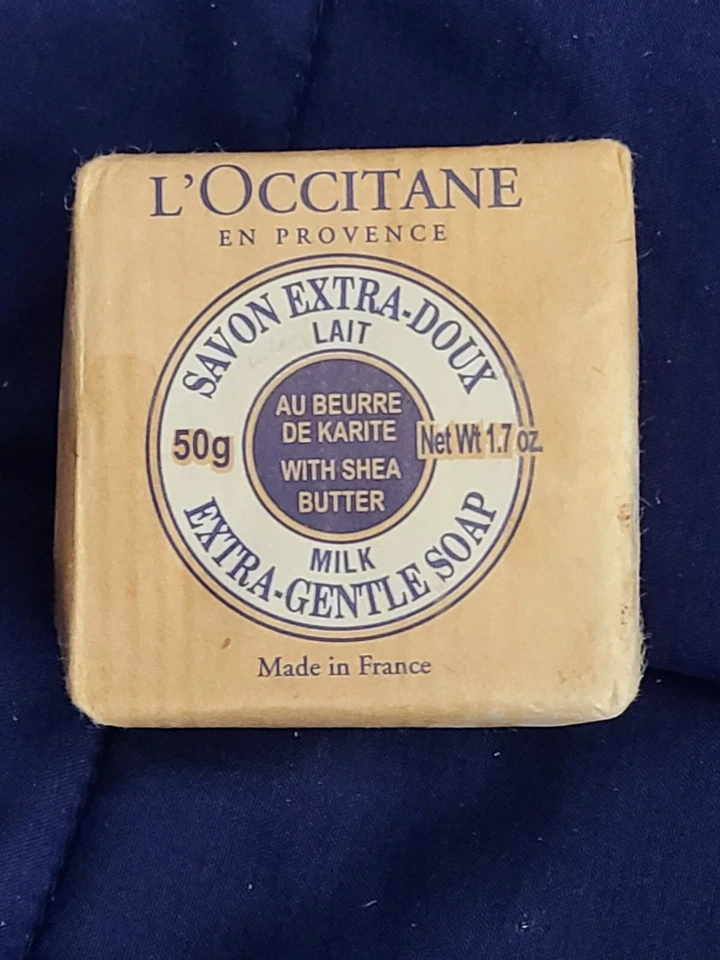 L'OCCITANE
EN PROVENCE
SAVON EXTRA-DOUX
LAIT
50g
AU BEURRE
DE KARITE
WITH SHEA
BUTTER
Net Wt 1.7 oz.
MILK
EXTRA-GENTLE SOAP
Made in France